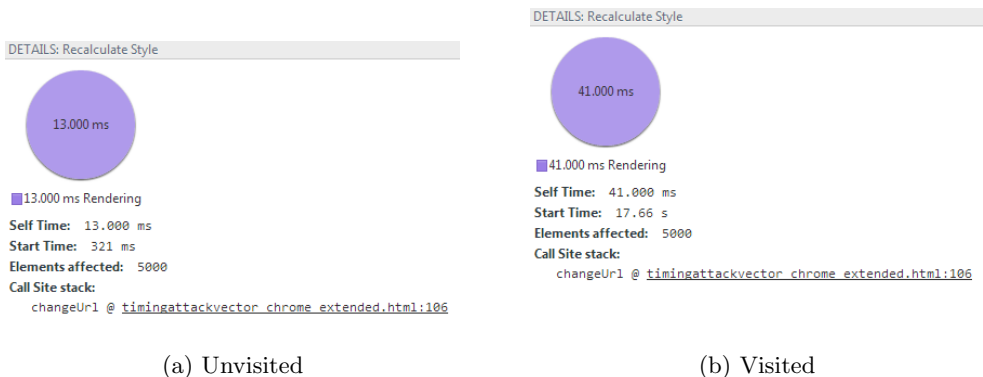 DETAILS: Recalculate Style
13.000 ms
13.000 ms Rendering
Self Time: 13.000 ms
Start Time: 321 ms
Elements affected: 5000
Call Site stack:
changeUrl @ timingattackvector chrome extended.html:106
(a) Unvisited
DETAILS: Recalculate Style
41.000 ms
41.000 ms Rendering
Self Time: 41.000 ms
Start Time: 17.66 s
Elements affected: 5000
Call Site stack:
changeUrl @ timingattackvector chrome extended.html:106
(b) Visited